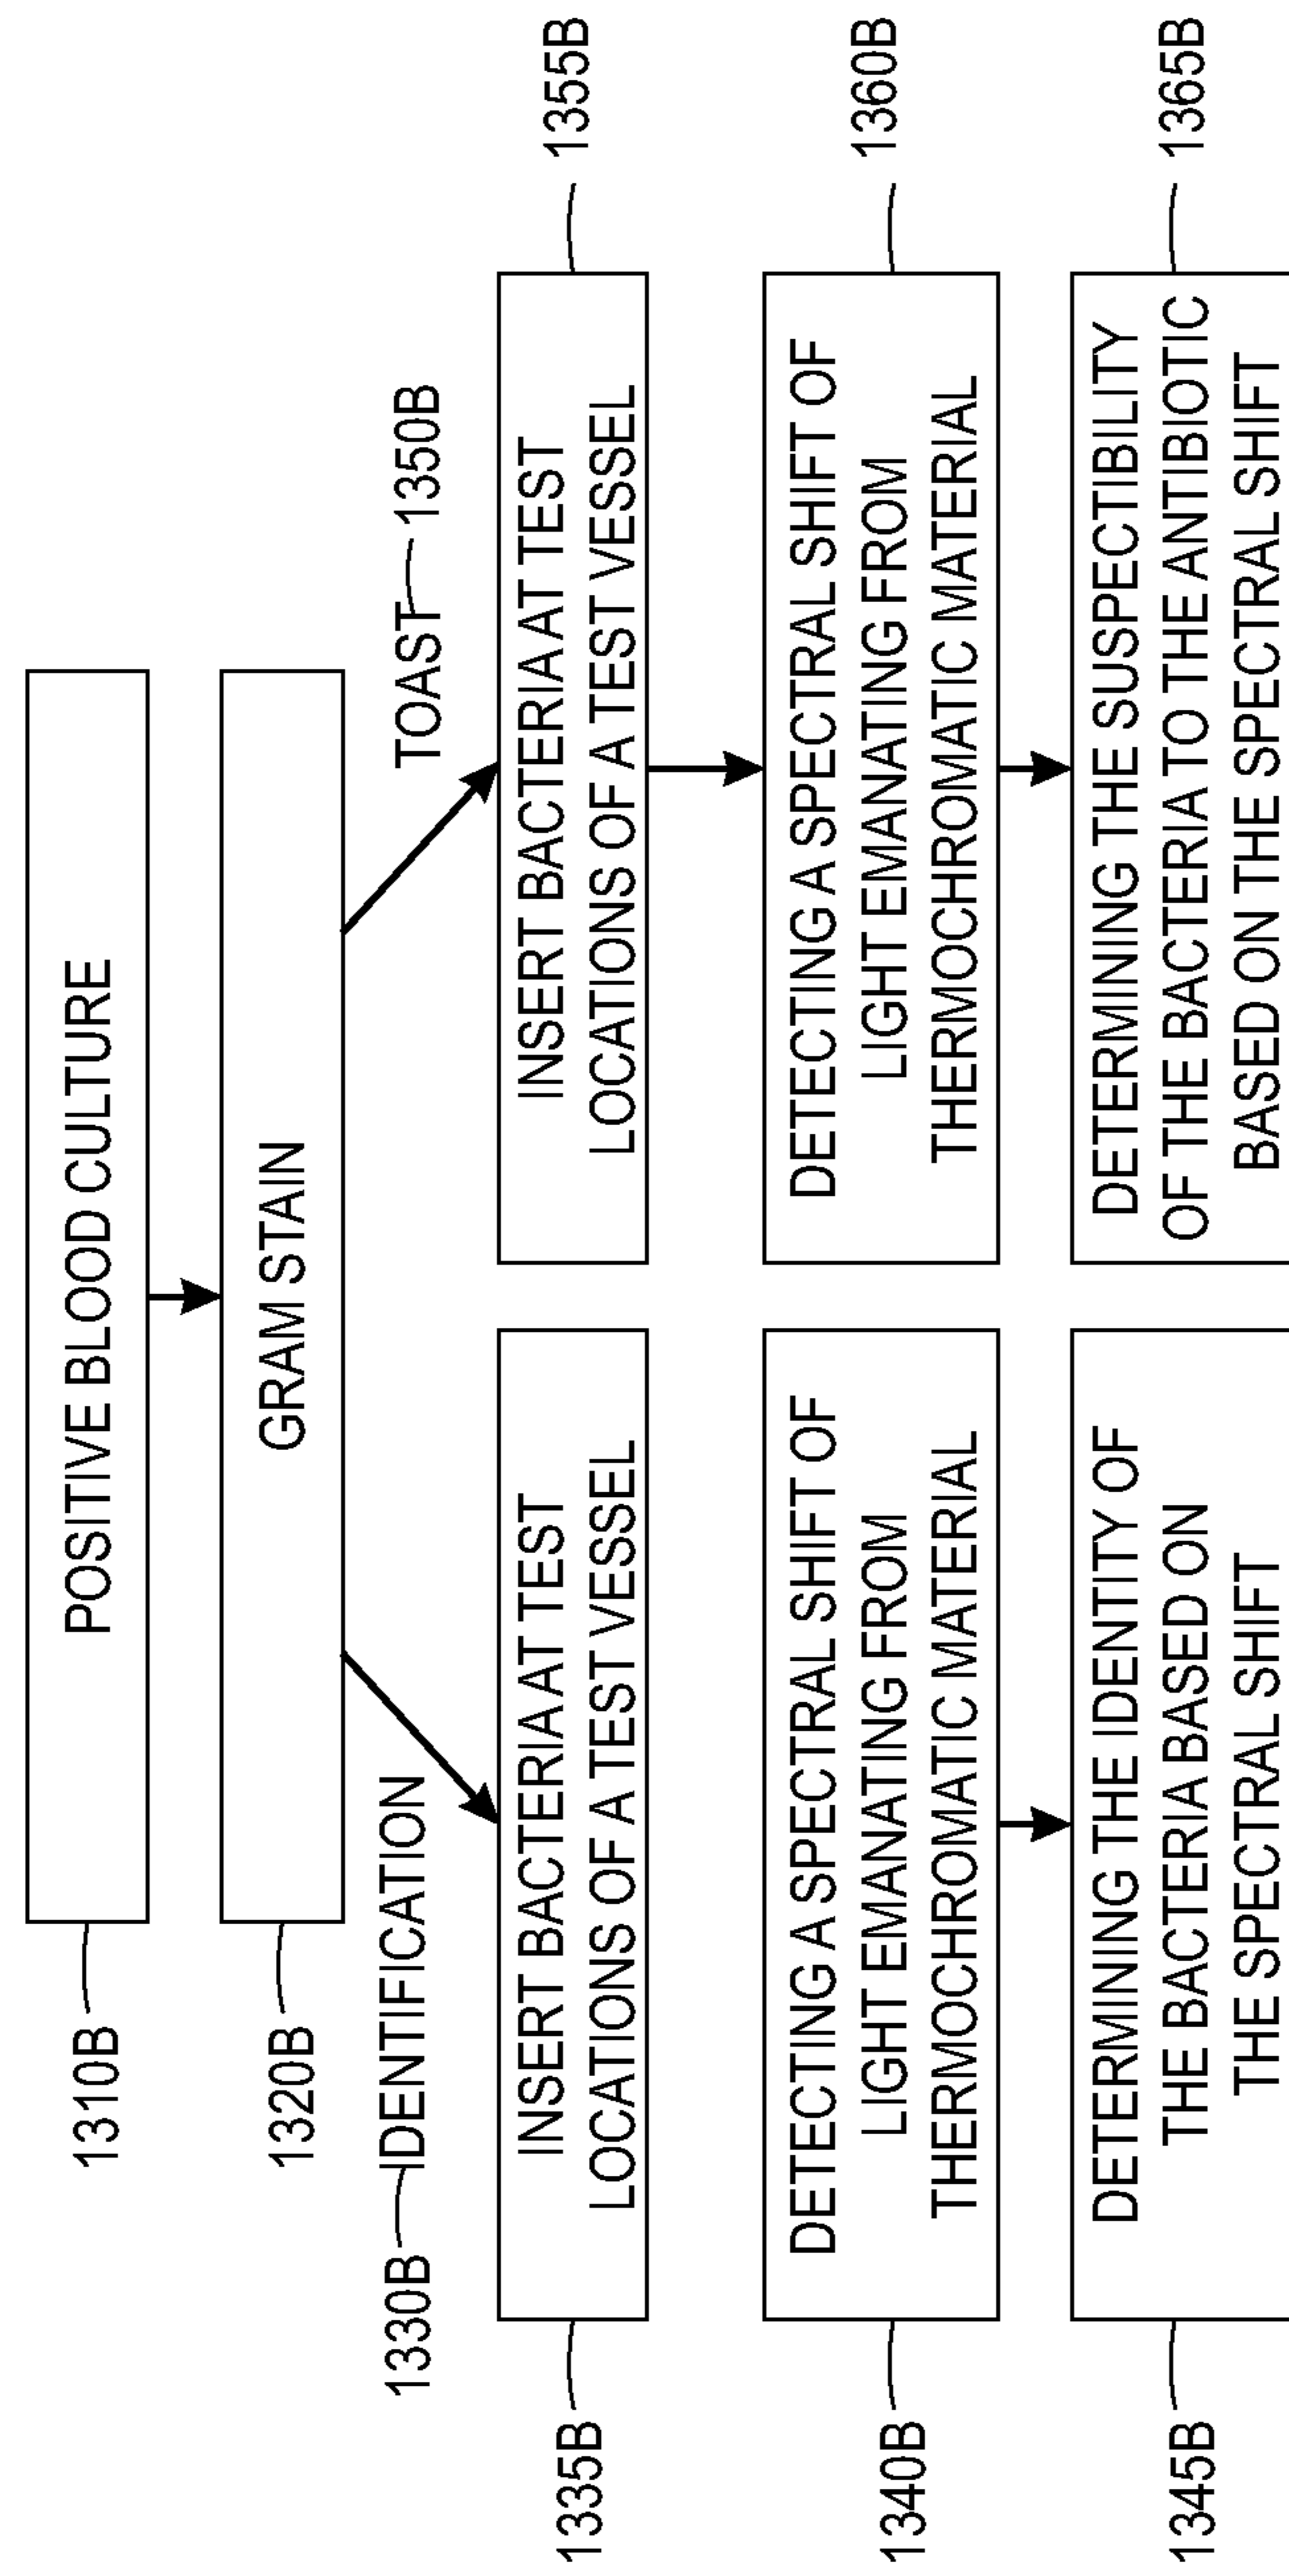 1310B
POSITIVE BLOOD CULTURE
1320B
GRAM STAIN
1330B
IDENTIFICATION
TOAST
1350B
1335B
INSERT BACTERIA AT TEST
LOCATIONS OF A TEST VESSEL
INSERT BACTERIA AT TEST
LOCATIONS OF A TEST VESSEL
1355B
1340B
DETECTING A SPECTRAL SHIFT OF
LIGHT EMANATING FROM
THERMOCHROMATIC MATERIAL
DETECTING A SPECTRAL SHIFT OF
LIGHT EMANATING FROM
THERMOCHROMATIC MATERIAL
1360B
1345B
DETERMINING THE IDENTITY OF
THE BACTERIA BASED ON
THE SPECTRAL SHIFT
DETERMINING THE SUSPECTIBILITY
OF THE BACTERIA TO THE ANTIBIOTIC
BASED ON THE SPECTRAL SHIFT
1365B